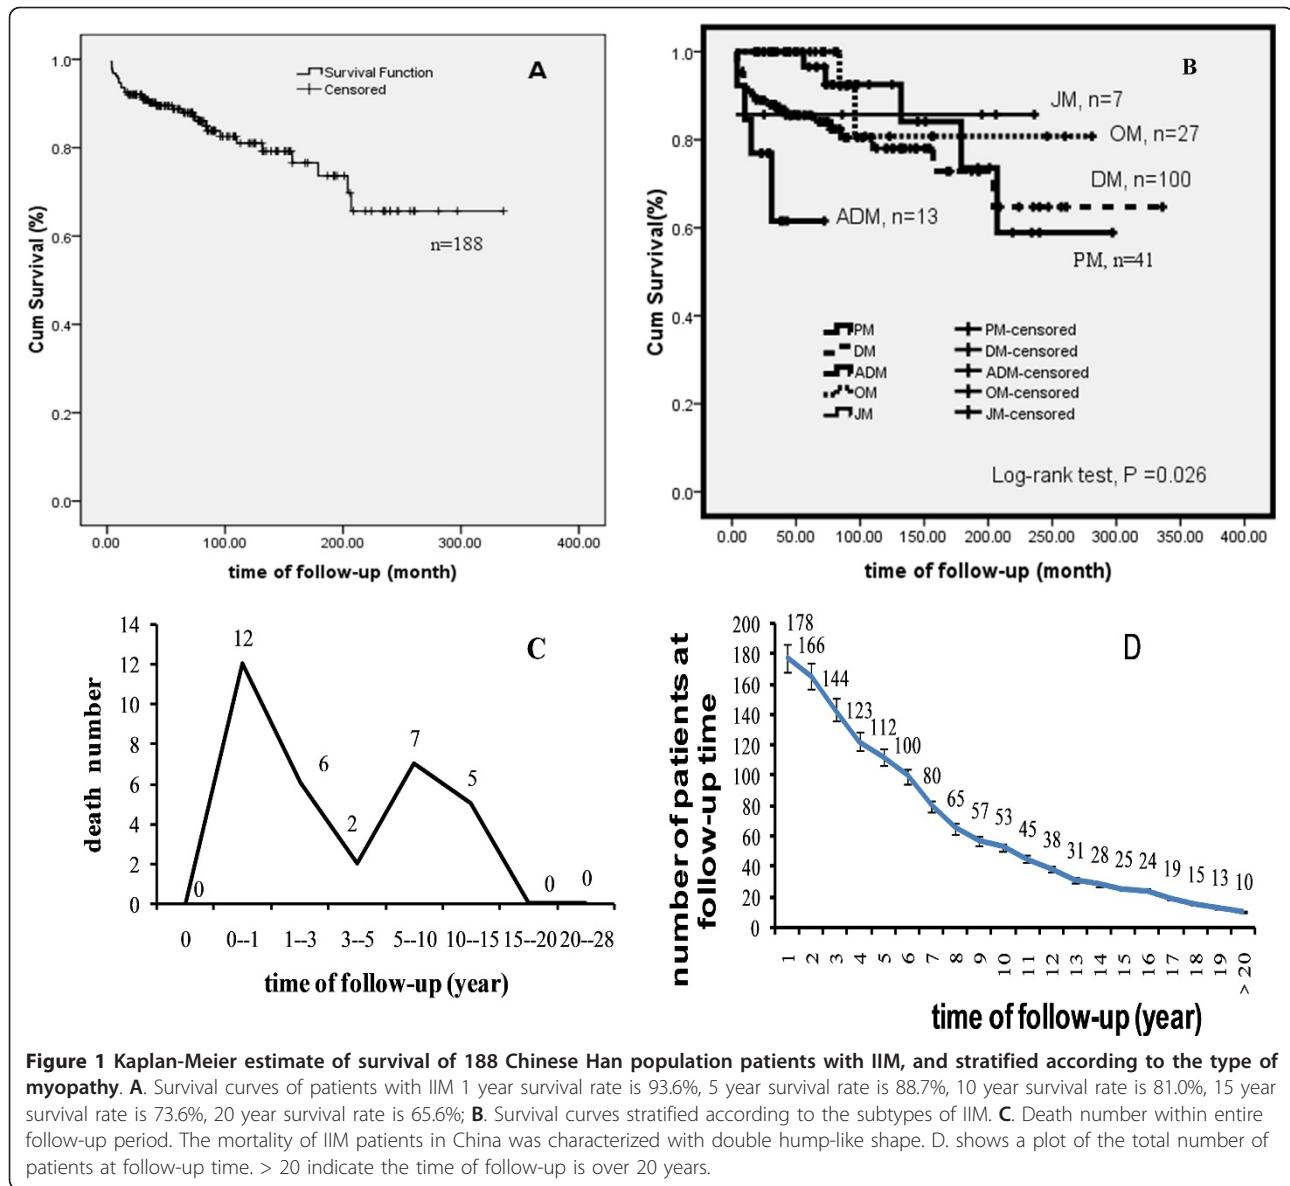 A
Survival Function
Censored
n=188
1.0
0.8
0.6
0.4
0.2
0.0
Cum Survival (%)
0.00 100.00 200.00 300.00 400.00
time of follow-up (month)
B
JM, n=7
OM, n=27
DM, n=100
ADM, n=13
PM, n=41
1.0
0.8
0.6
0.4
0.2
0.0
Cum Survival(%)
PM PM-censored
DM DM-censored
ADM ADM-censored
OM OM-censored
JM JM-censored
Log-rank test, P =0.026
0.00 50.00 100.00 150.00 200.00 250.00 300.00 350.00 400.00
time of follow-up (month)
C
14
12
10
8
6
4
2
0
death number
0 12 6 2 7 5 0 0
0 0--1 1--3 3--5 5--10 10--15 15--20 20--28
time of follow-up (year)
D
200
180
160
140
120
100
80
60
40
20
0
number of patients at
follow-up time
178 166 144 123 112 100 80 65 57 53 45 38 31 28 25 24 19 15 13 10
1 2 3 4 5 6 7 8 9 10 11 12 13 14 15 16 17 18 19 > 20
time of follow-up (year)
Figure 1 Kaplan-Meier estimate of survival of 188 Chinese Han population patients with IIM, and stratified according to the type of
myopathy. A. Survival curves of patients with IIM 1 year survival rate is 93.6%, 5 year survival rate is 88.7%, 10 year survival rate is 81.0%, 15 year
survival rate is 73.6%, 20 year survival rate is 65.6%; B. Survival curves stratified according to the subtypes of IIM. C. Death number within entire
follow-up period. The mortality of IIM patients in China was characterized with double hump-like shape. D. shows a plot of the total number of
patients at follow-up time. > 20 indicate the time of follow-up is over 20 years.